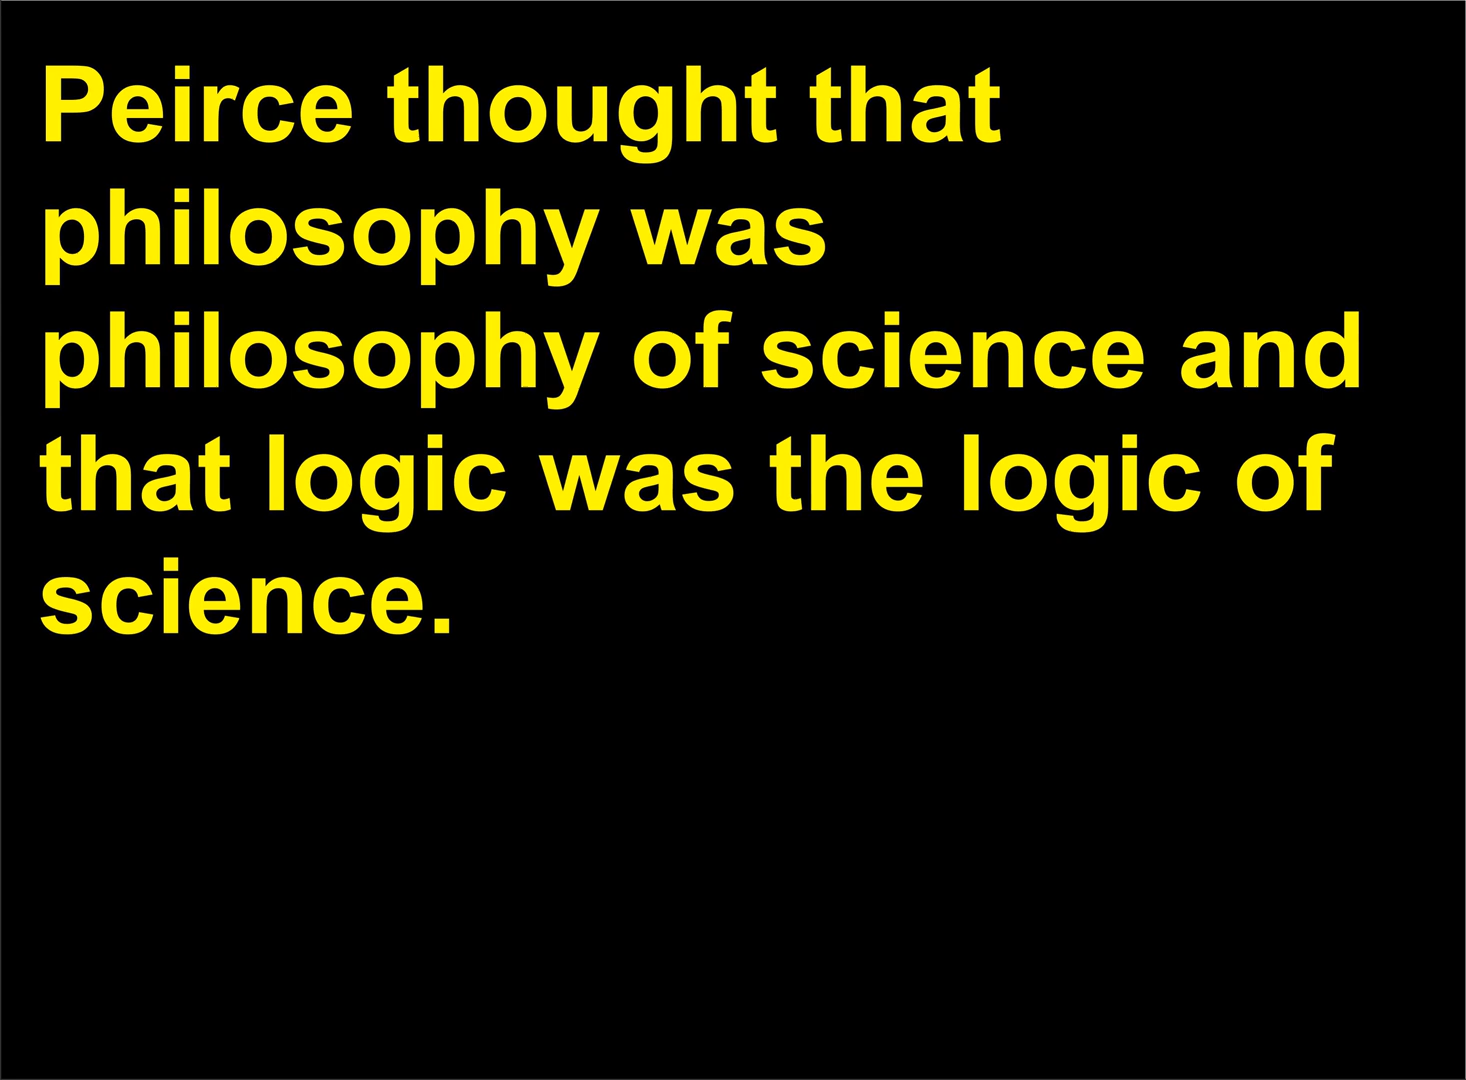 Peirce thought that
philosophy was
philosophy of science and
that logic was the logic of
science.